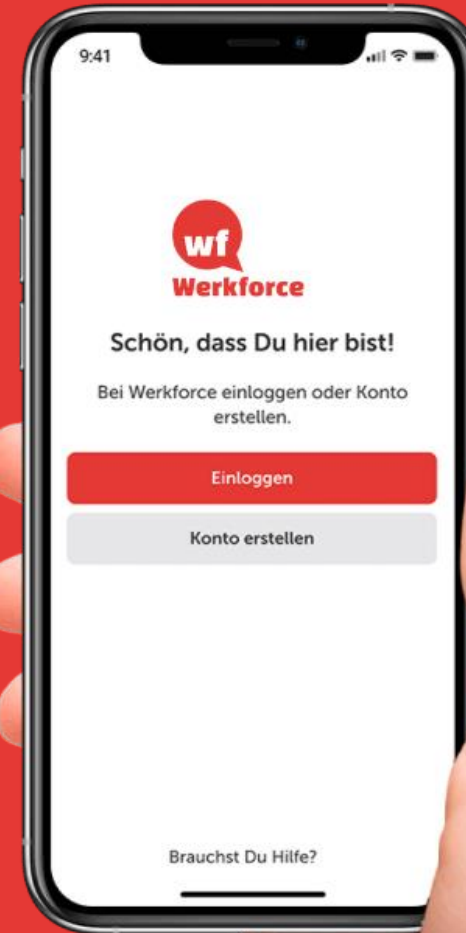 9:41
wf
Werkforce
Schön, dass Du hier bist!
Bei Werkforce einloggen oder Konto
erstellen.
Einloggen
Konto erstellen
Brauchst Du Hilfe?